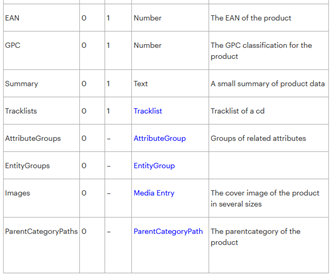 EAN 0 1 Number The EAN of the product
GPC 0 1 Number The GPC classification for the
product
Summary 0 1 Text A small summary of product data
Tracklists 0 1 Tracklist Tracklist of a cd
AttributeGroups 0 – AttributeGroup Groups of related attributes
EntityGroups 0 – EntityGroup
Images 0 – Media Entry The cover image of the product
in several sizes
ParentCategoryPaths 0 – ParentCategoryPath The parentcategory of the
product